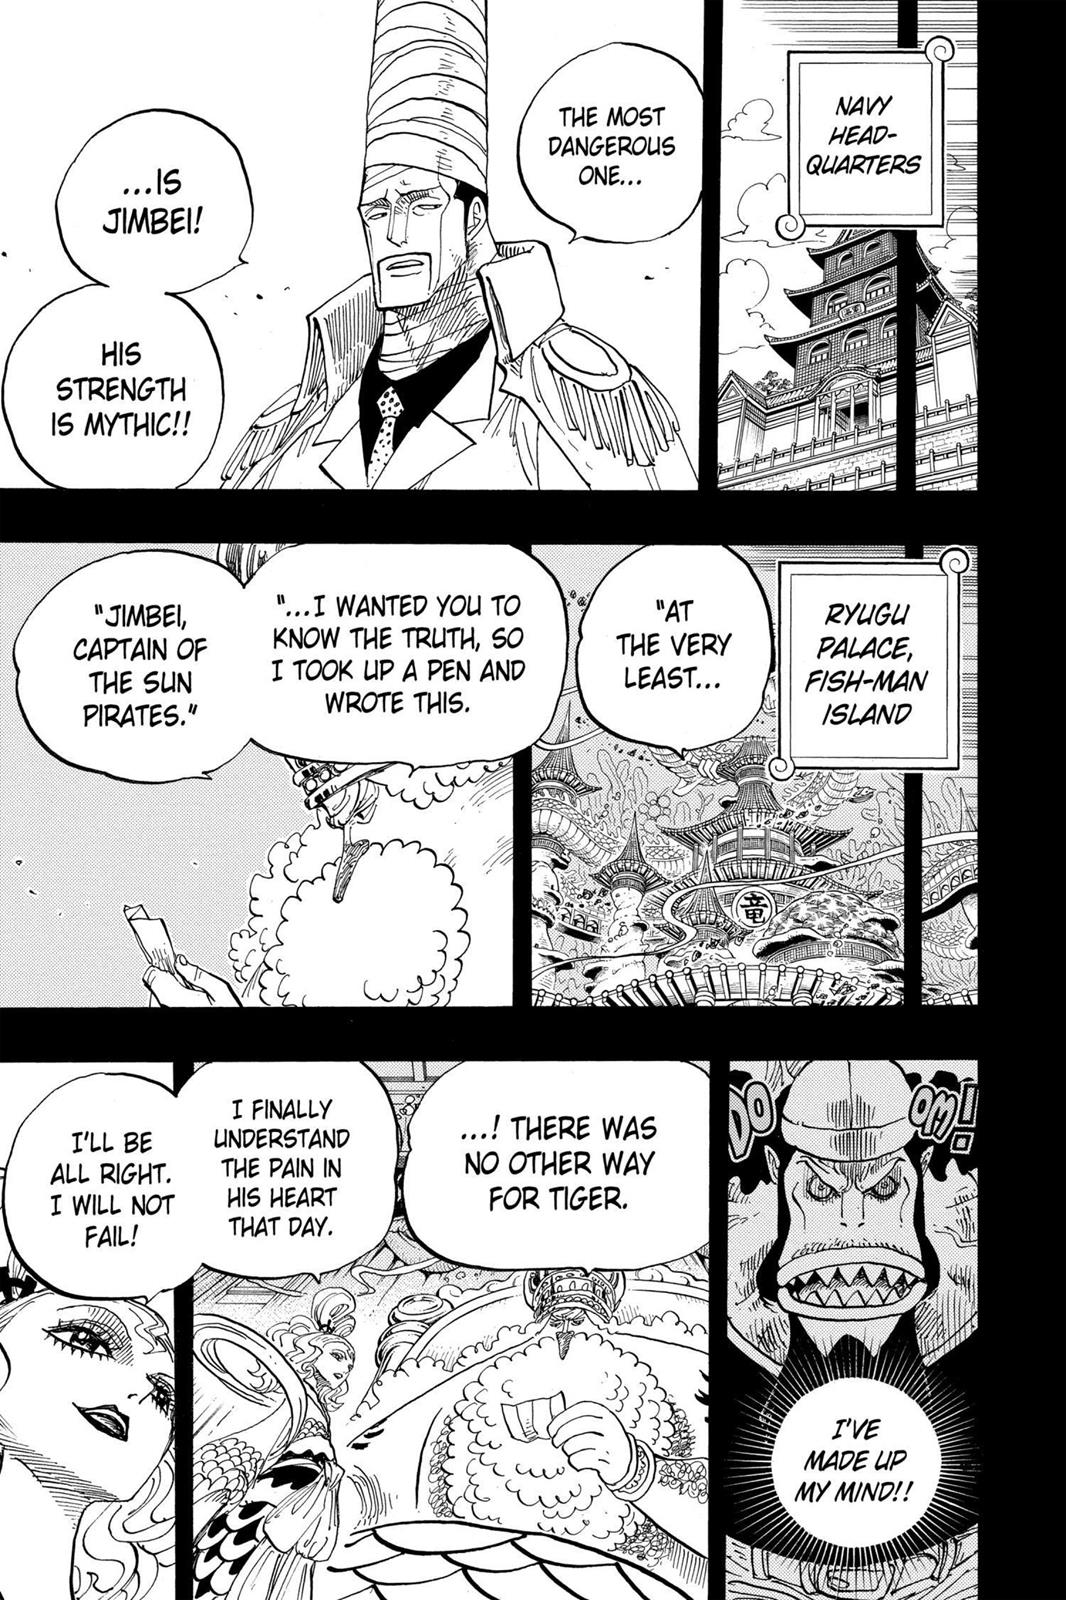 NAVY
HEAD-
QUARTERS
THE MOST
DANGEROUS
ONE...
...IS
JIMBEI!
HIS
STRENGTH
IS MYTHIC!!
RYUGU
PALACE,
FISH-MAN
ISLAND
"AT
THE VERY
LEAST...
"...I WANTED YOU TO
KNOW THE TRUTH, SO
I TOOK UP A PEN AND
WROTE THIS.
"JIMBEI,
CAPTAIN OF
THE SUN
PIRATES."
竜
DOOM!
I'VE
MADE UP
MY MIND!!
...! THERE WAS
NO OTHER WAY
FOR TIGER.
I FINALLY
UNDERSTAND
THE PAIN IN
HIS HEART
THAT DAY.
I'LL BE
ALL RIGHT.
I WILL NOT
FAIL!